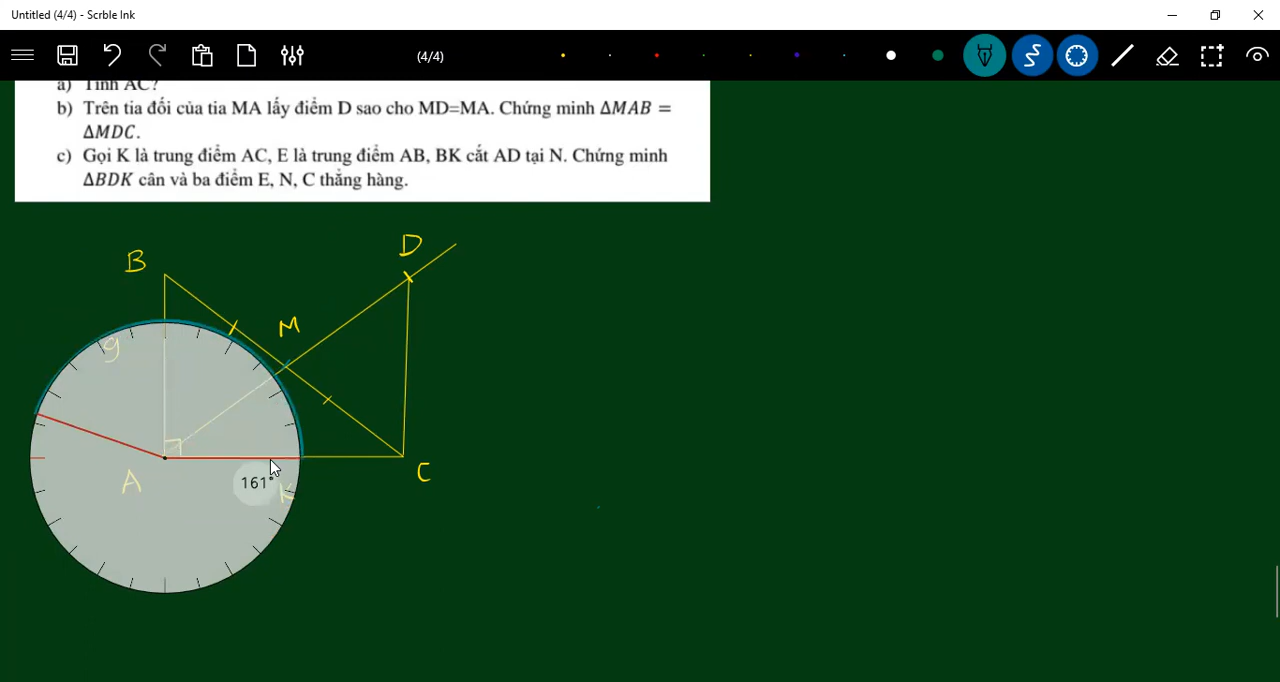 Untitled (4/4) - Scrble Ink
(4/4)
a) Tính AC?
b) Trên tia đối của tia MA lấy điểm D sao cho MD=MA. Chứng minh ΔMAB =
ΔMDC.
c) Gọi K là trung điểm AC, E là trung điểm AB, BK cắt AD tại N. Chứng minh
ΔBDK cân và ba điểm E, N, C thẳng hàng.
B
D
M
g
A
161°
K
C